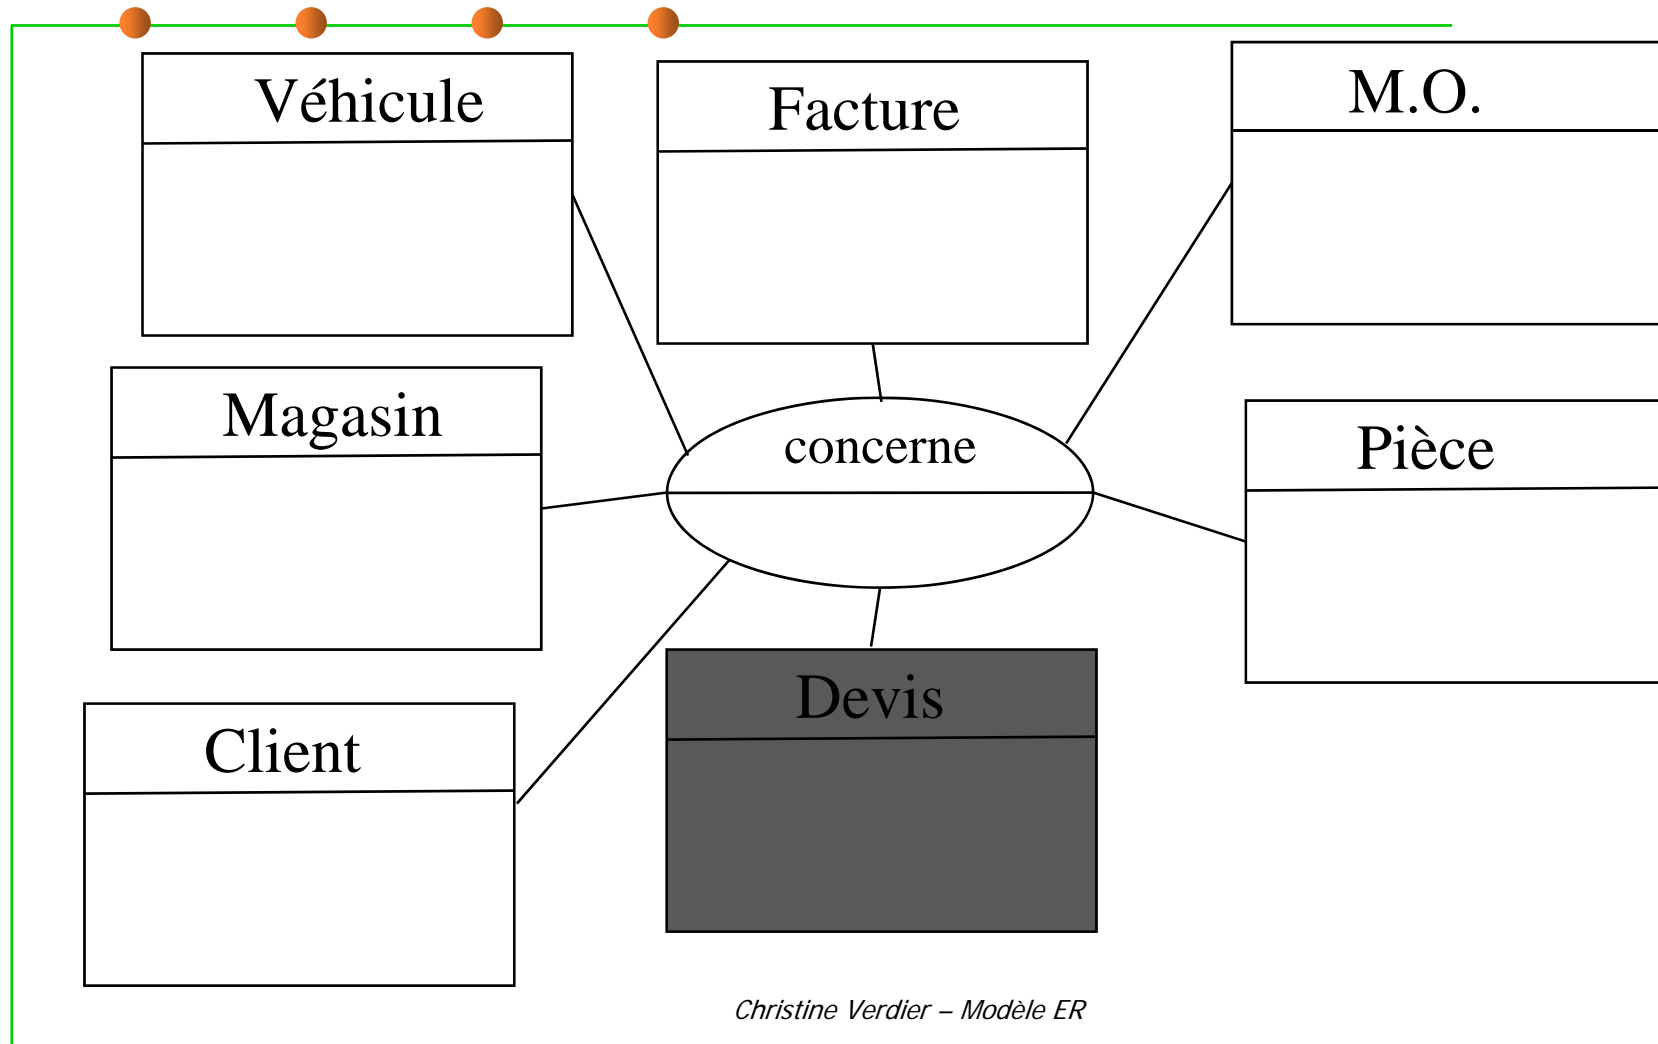 Véhicule
Facture
M.O.
Magasin
concerne
Pièce
Client
Devis
Christine Verdier – Modèle ER